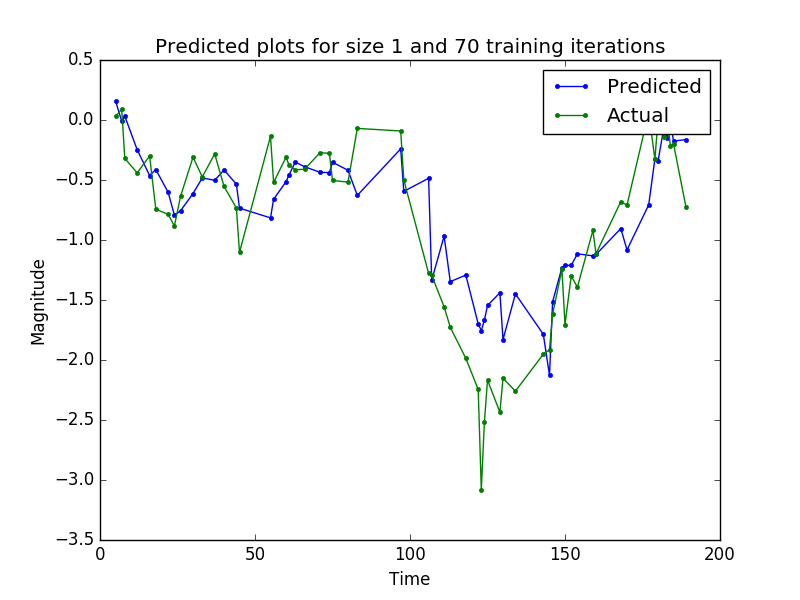 Predicted plots for size 1 and 70 training iterations
Predicted
Actual
0.5
0.0
−0.5
−1.0
−1.5
−2.0
−2.5
−3.0
−3.5
Magnitude
0 50 100 150 200
Time